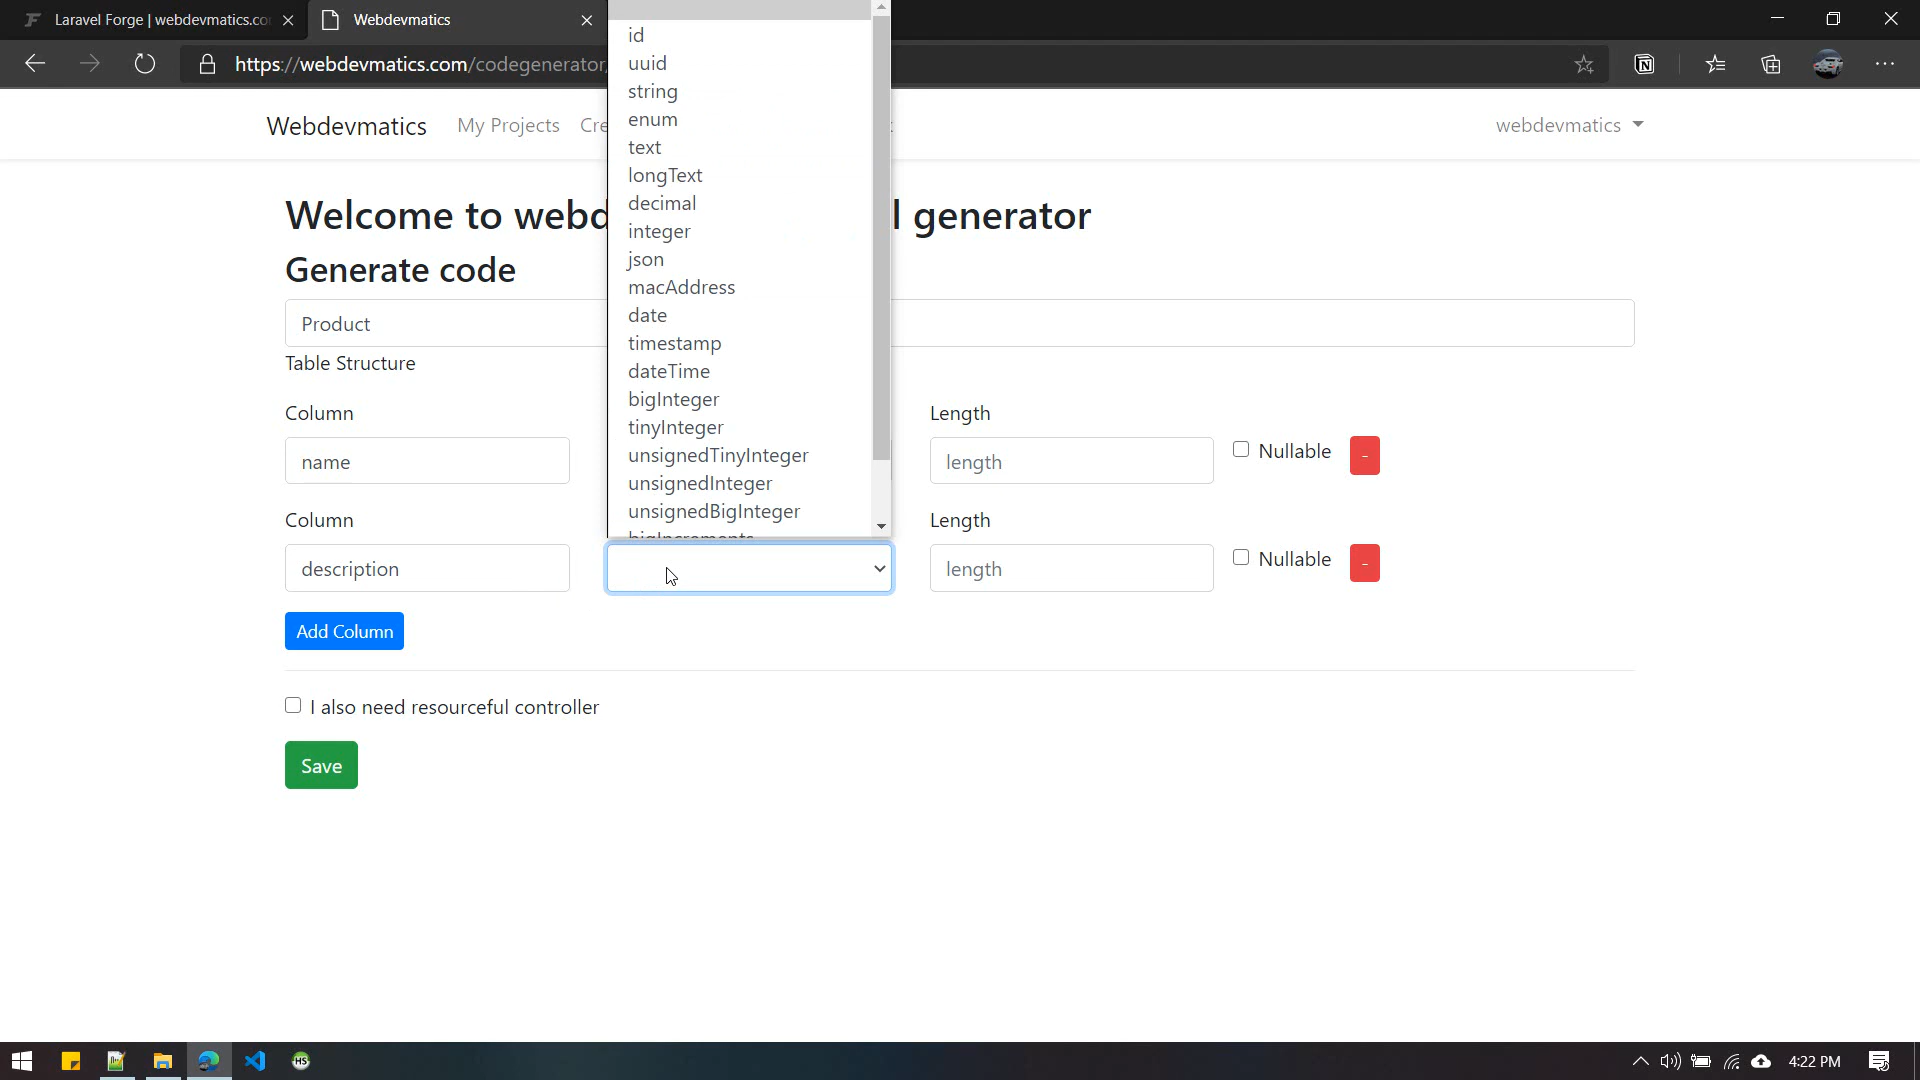 Laravel Forge | webdevmatics.co
Webdevmatics
https://webdevmatics.com/codegenerator/
Webdevmatics
My Projects
Cre
webdevmatics
Welcome to webd
l generator
Generate code
Product
Table Structure
id
uuid
string
enum
text
longText
decimal
integer
json
macAddress
date
timestamp
dateTime
bigInteger
tinyInteger
unsignedTinyInteger
unsignedInteger
unsignedBigInteger
bigIncrements
Column
Length
name
length
Nullable
-
Column
Length
description
length
Nullable
-
Add Column
I also need resourceful controller
Save
HS
4:22 PM